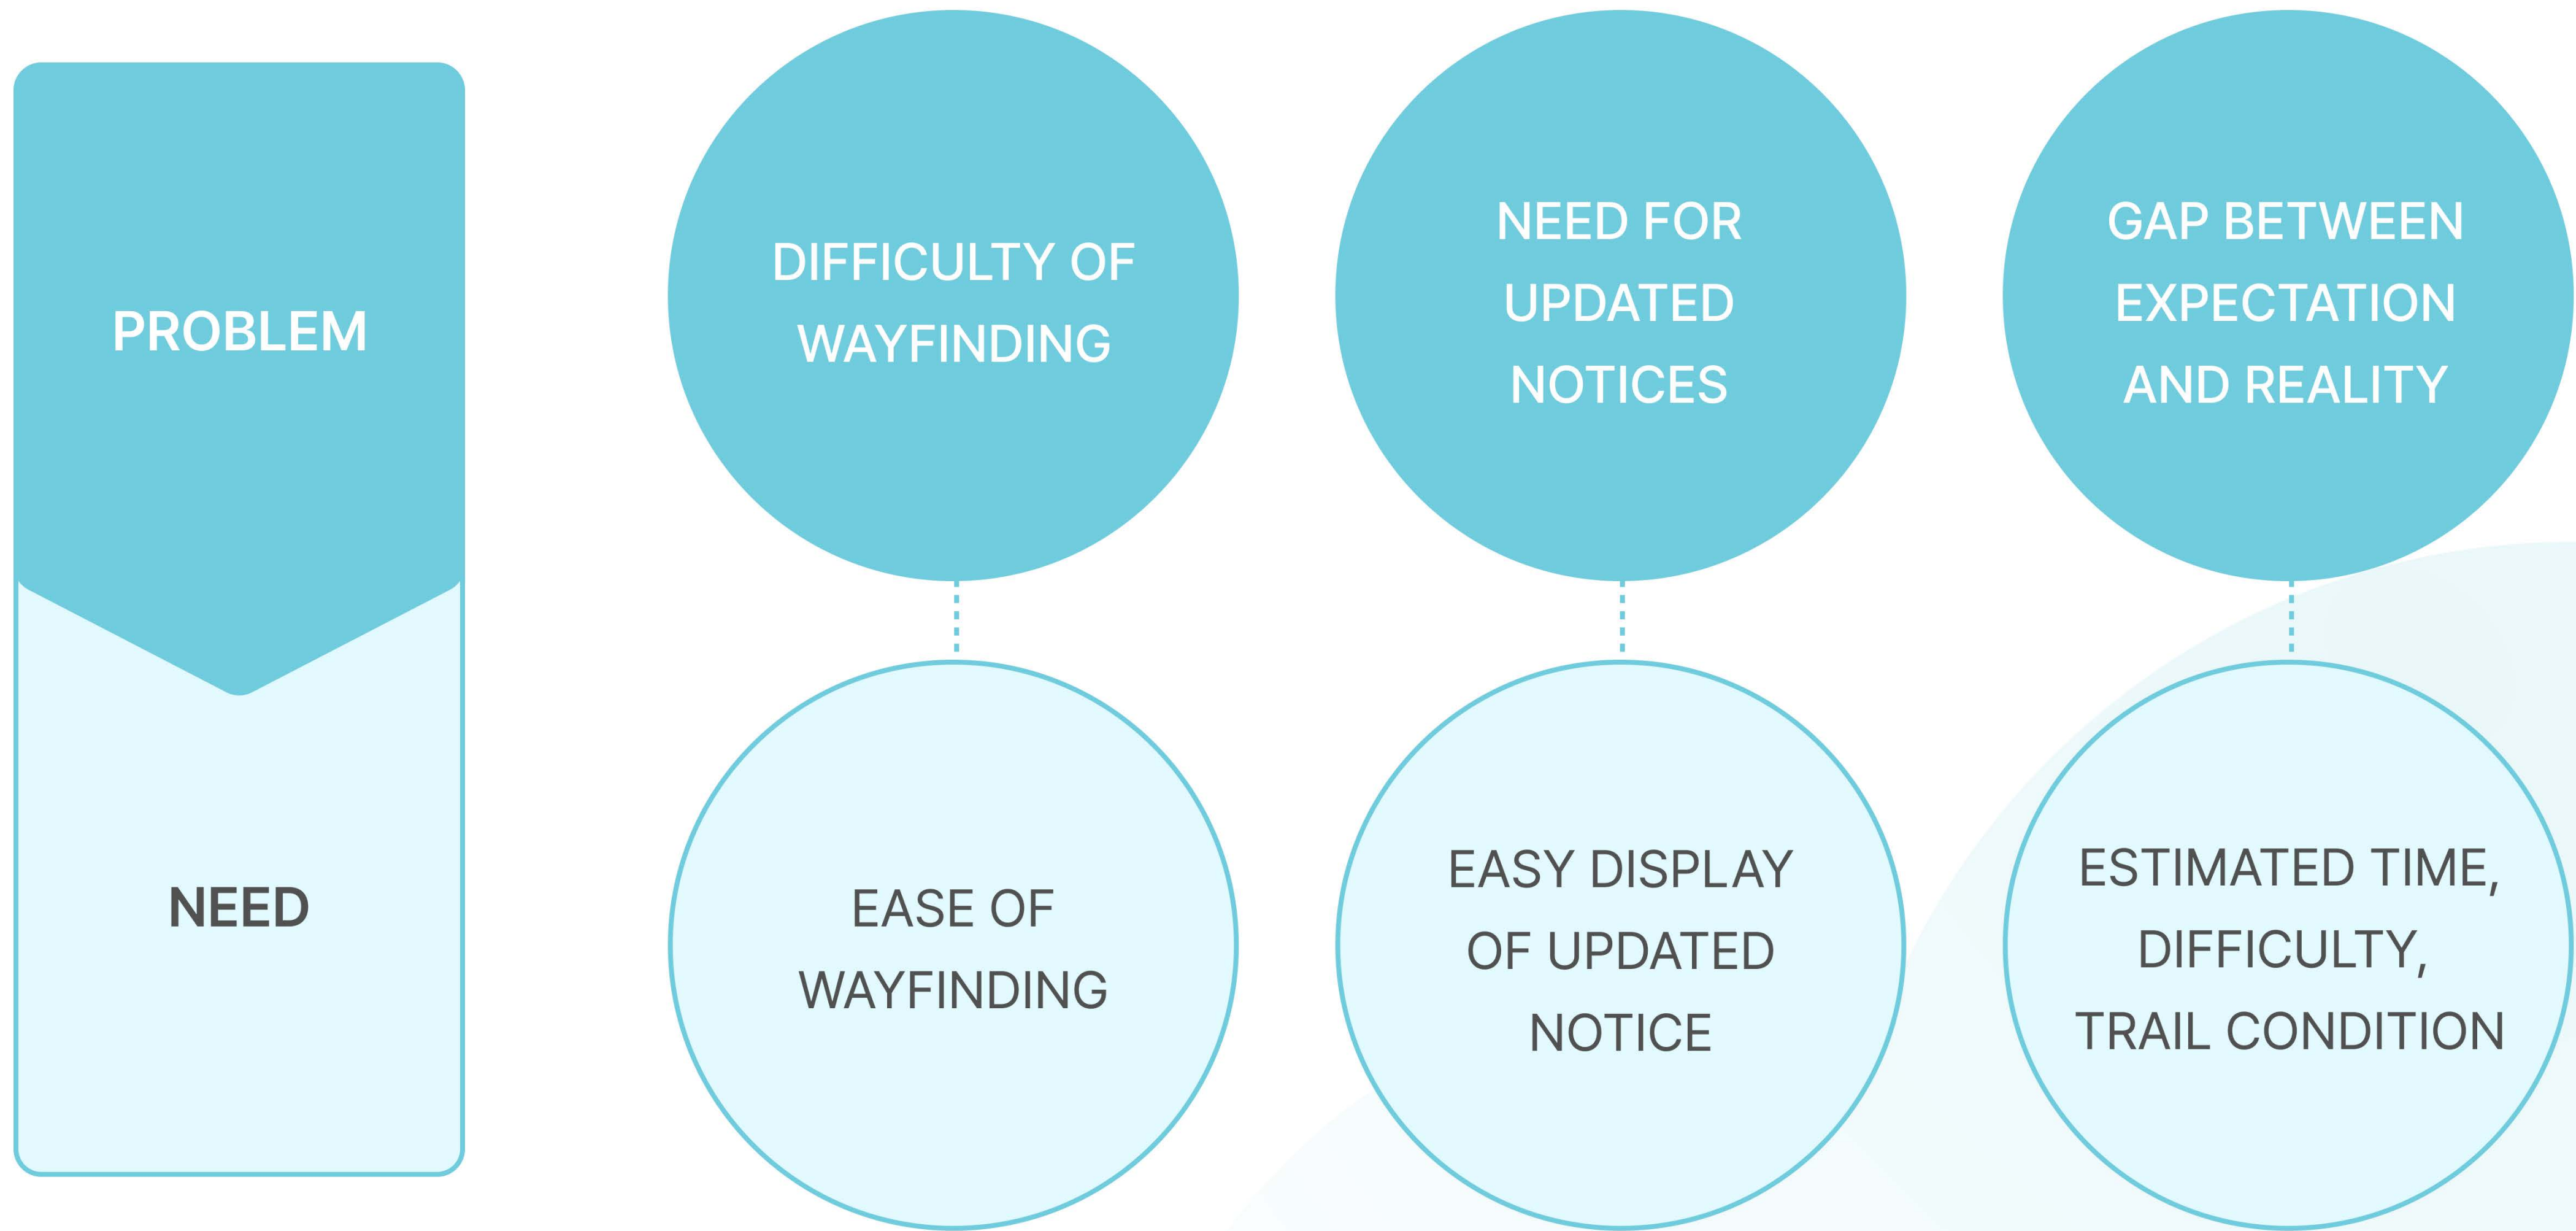 PROBLEM
DIFFICULTY OF
WAYFINDING
NEED FOR
UPDATED
NOTICES
GAP BETWEEN
EXPECTATION
AND REALITY
NEED
EASE OF
WAYFINDING
EASY DISPLAY
OF UPDATED
NOTICE
ESTIMATED TIME,
DIFFICULTY,
TRAIL CONDITION